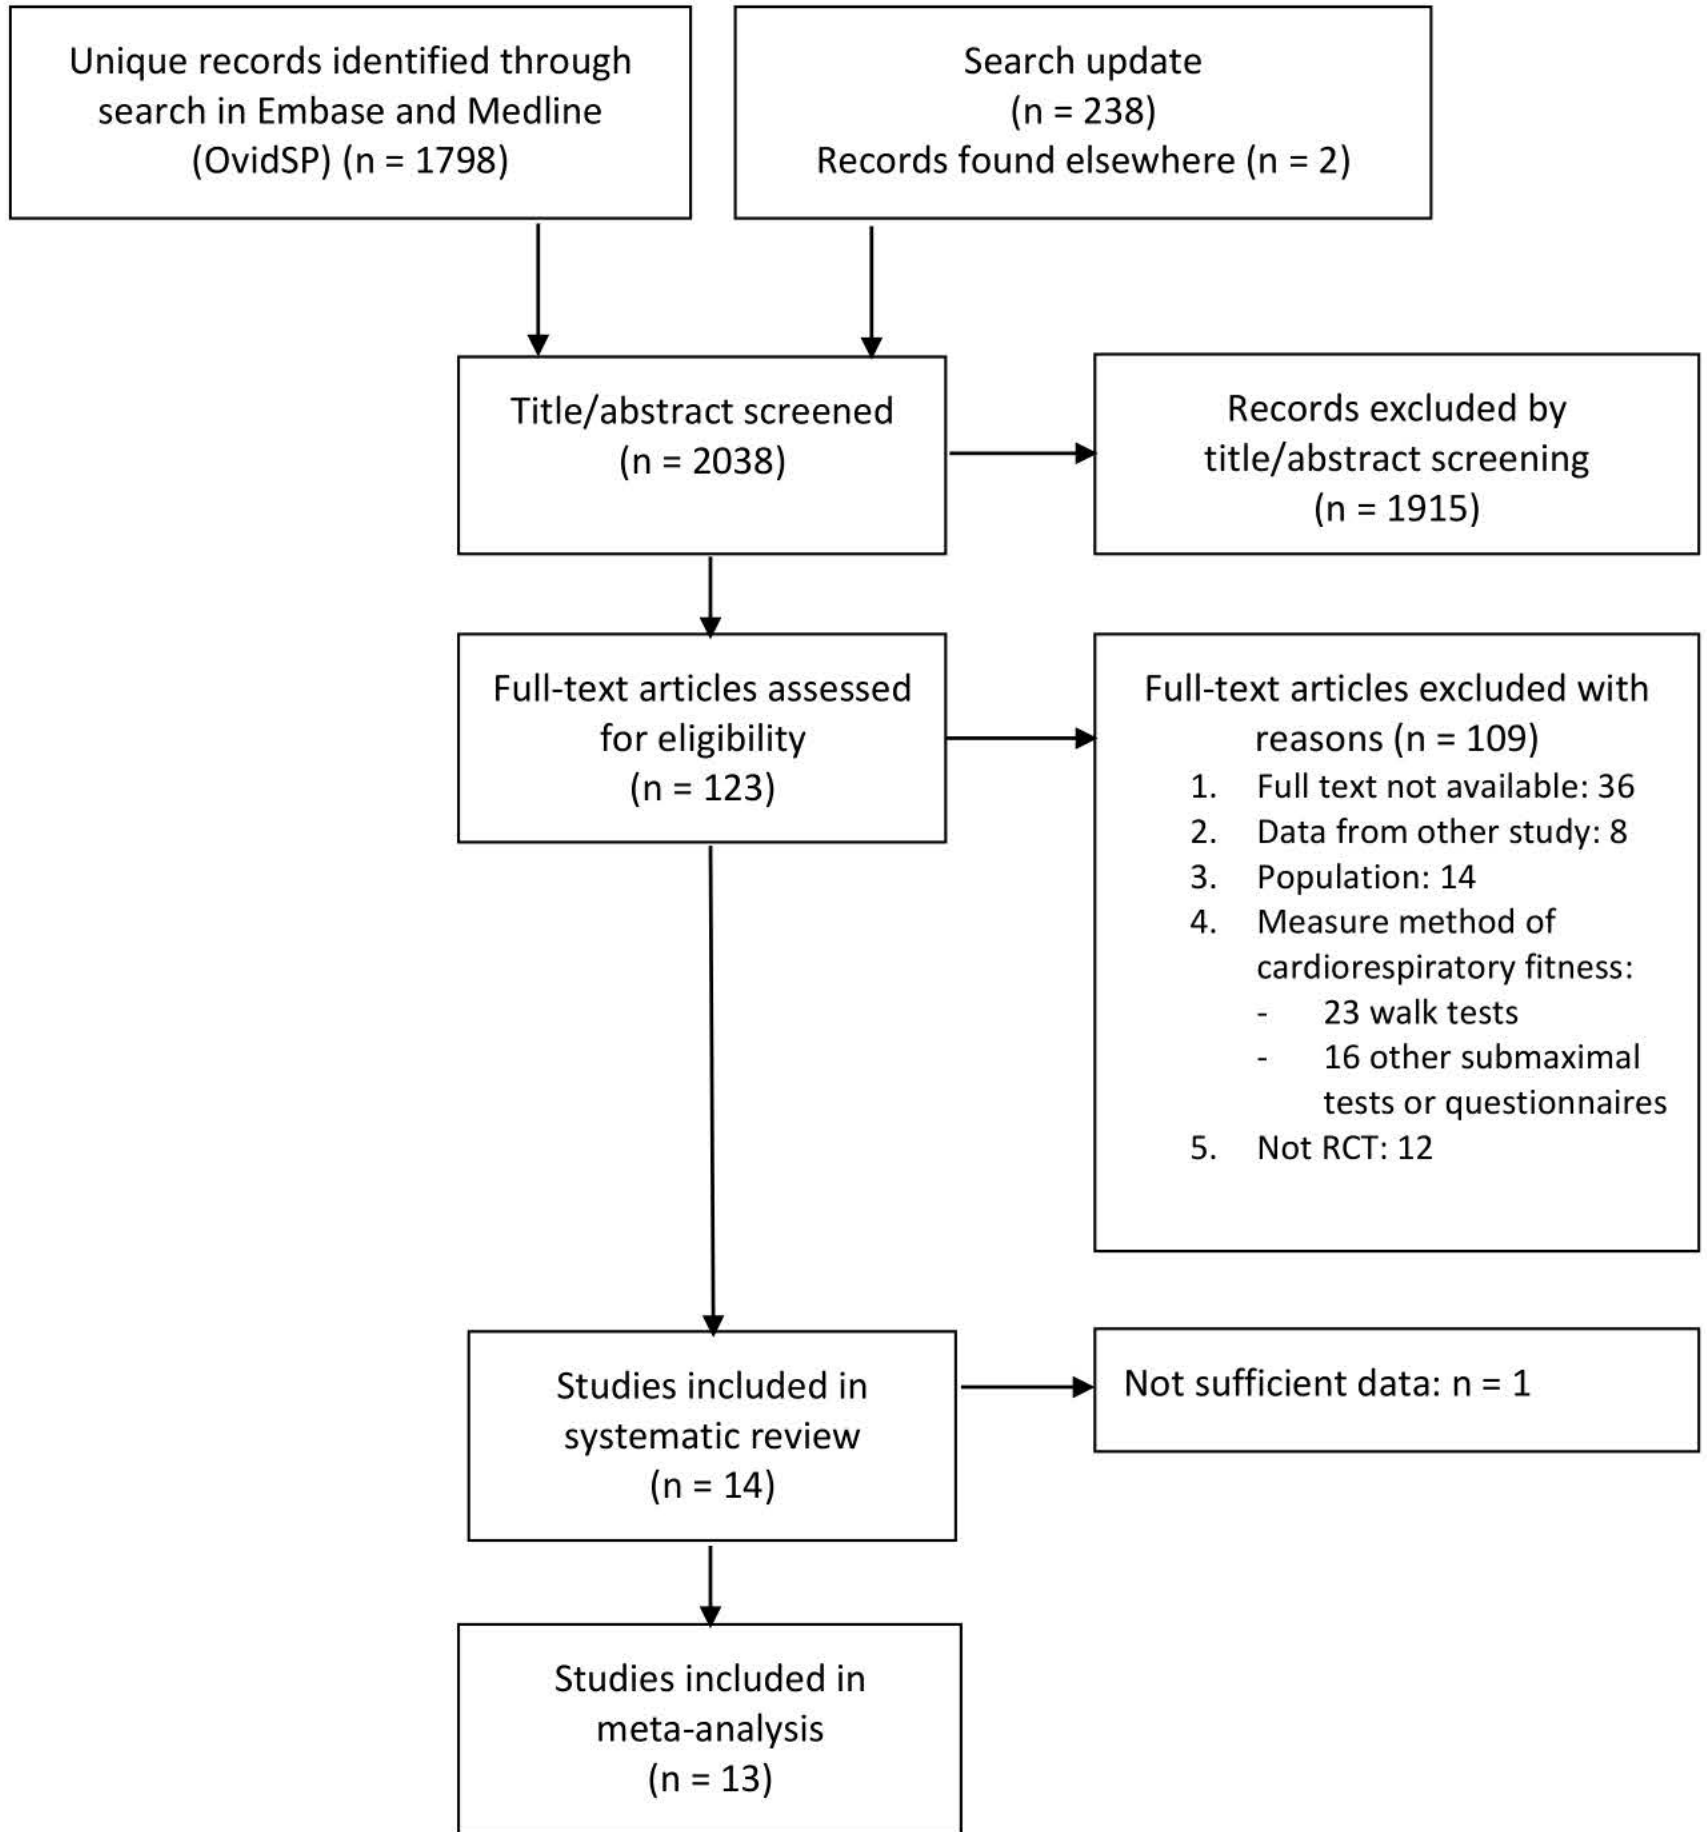 Unique records identified through
search in Embase and Medline
(OvidSP) (n = 1798)
Search update
(n = 238)
Records found elsewhere (n = 2)
Title/abstract screened
(n = 2038)
Records excluded by
title/abstract screening
(n = 1915)
Full-text articles assessed
for eligibility
(n = 123)
Full-text articles excluded with
reasons (n = 109)
1. Full text not available: 36
2. Data from other study: 8
3. Population: 14
4. Measure method of
cardiorespiratory fitness:
- 23 walk tests
- 16 other submaximal
tests or questionnaires
5. Not RCT: 12
Studies included in
systematic review
(n = 14)
Not sufficient data: n = 1
Studies included in
meta-analysis
(n = 13)